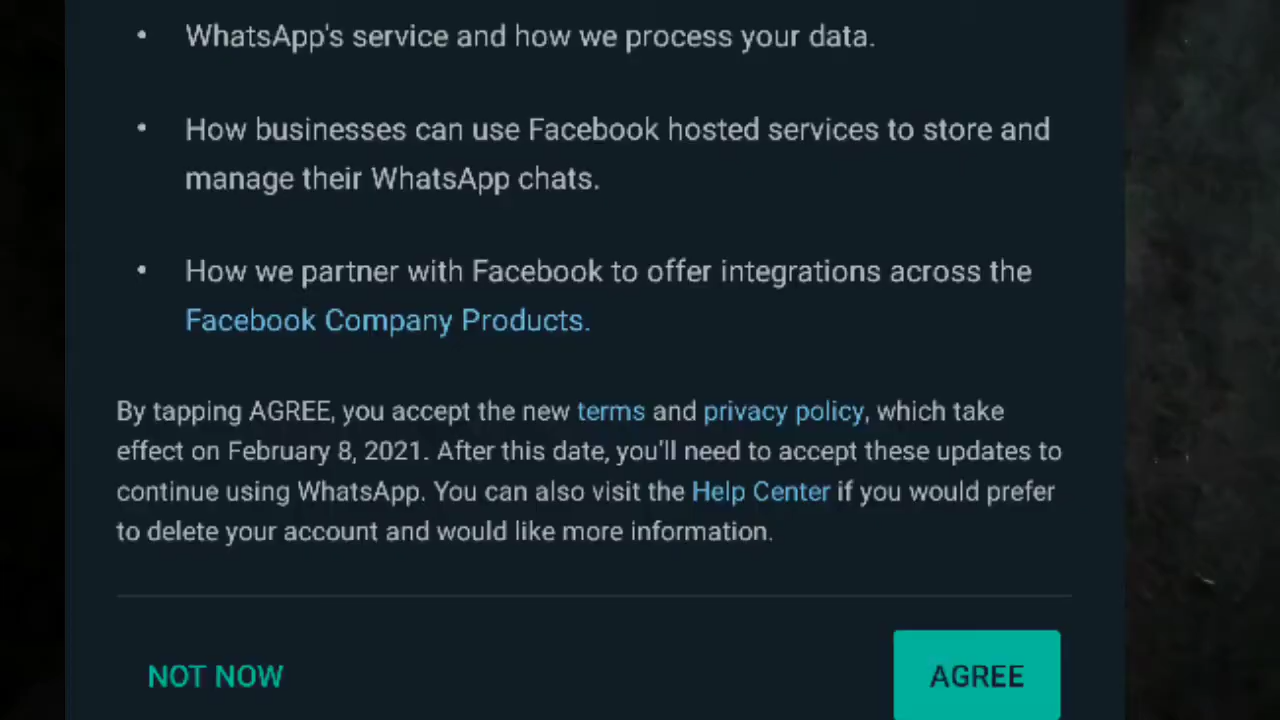 • WhatsApp's service and how we process your data.
• How businesses can use Facebook hosted services to store and
manage their WhatsApp chats.
• How we partner with Facebook to offer integrations across the
Facebook Company Products.
By tapping AGREE, you accept the new terms and privacy policy, which take
effect on February 8, 2021. After this date, you'll need to accept these updates to
continue using WhatsApp. You can also visit the Help Center if you would prefer
to delete your account and would like more information.
NOT NOW
AGREE